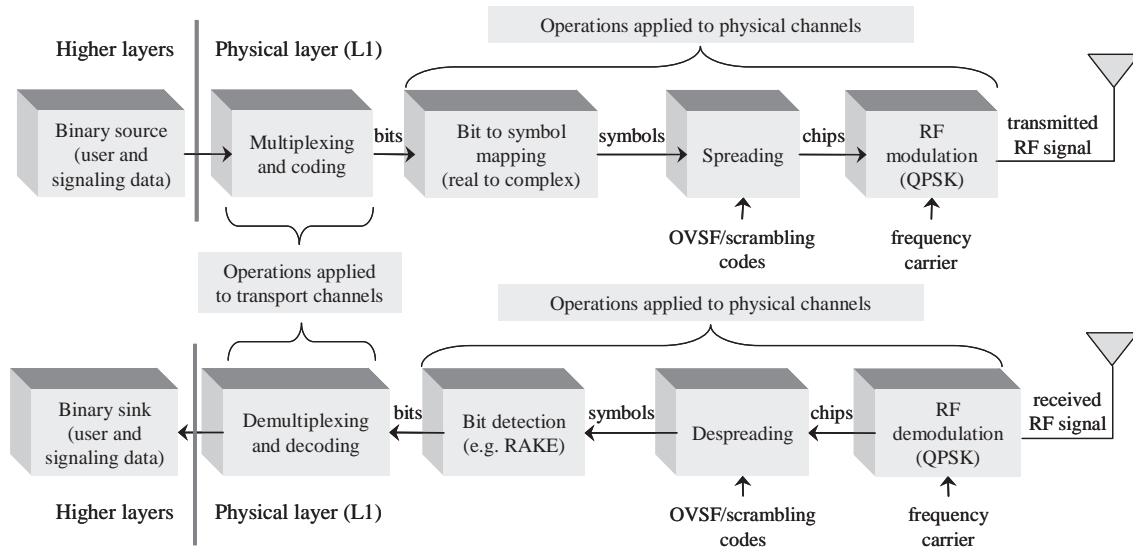 Operations applied to physical channels
Higher layers
Physical layer (L1)
Binary source
(user and
signaling data)
Multiplexing
and coding
bits
Bit to symbol
mapping
(real to complex)
symbols
Spreading
chips
RF
modulation
(QPSK)
transmitted
RF signal
OVSF/scrambling
codes
frequency
carrier
Operations applied
to transport channels
Operations applied to physical channels
Binary sink
(user and
signaling data)
Demultiplexing
and decoding
bits
Bit detection
(e.g. RAKE)
symbols
Despreading
chips
RF
demodulation
(QPSK)
received
RF signal
Higher layers
Physical layer (L1)
OVSF/scrambling
codes
frequency
carrier